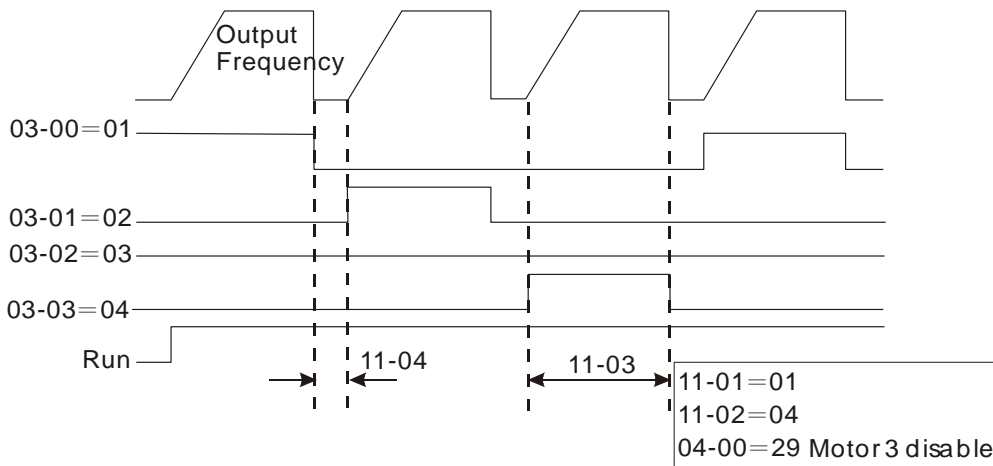 Output
Frequency
03-00=01
03-01=02
03-02=03
03-03=04
Run
11-04
11-03
11-01=01
11-02=04
04-00=29 Motor 3 disable